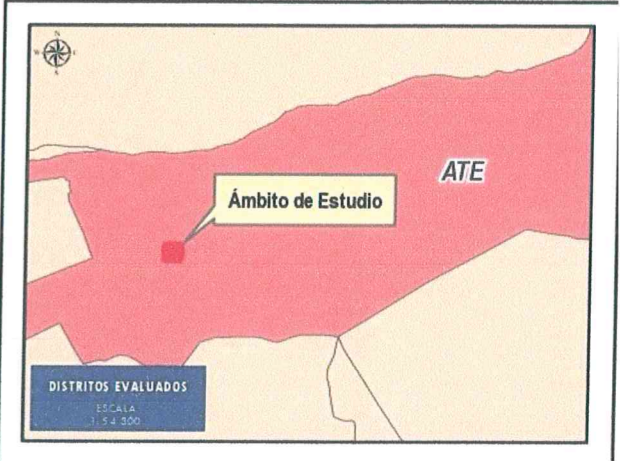 N
ATE
Ámbito de Estudio
DISTRITOS EVALUADOS
ESCALA